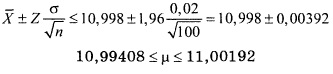 X̄ ± Z σ/√n ≤ 10,998 ± 1,96 0,02/√100 = 10,998 ± 0,00392
10,99408 ≤ μ ≤ 11,00192